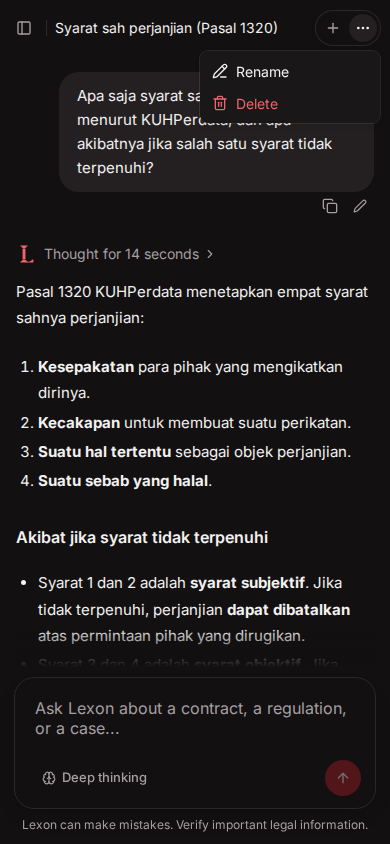 Syarat sah perjanjian (Pasal 1320)
Rename
Delete
Apa saja syarat
menurut KUHPerdata, dan apa
akibatnya jika salah satu syarat tidak
terpenuhi?
Thought for 14 seconds
Pasal 1320 KUHPerdata menetapkan empat syarat
sahnya perjanjian:
1. Kesepakatan para pihak yang mengikatkan
dirinya.
2. Kecakapan untuk membuat suatu perikatan.
3. Suatu hal tertentu sebagai objek perjanjian.
4. Suatu sebab yang halal.
Akibat jika syarat tidak terpenuhi
• Syarat 1 dan 2 adalah syarat subjektif. Jika
tidak terpenuhi, perjanjian dapat dibatalkan
atas permintaan pihak yang dirugikan.
• Syarat 3 dan 4 adalah syarat objektif. Jika
Ask Lexon about a contract, a regulation,
or a case...
Deep thinking
Lexon can make mistakes. Verify important legal information.